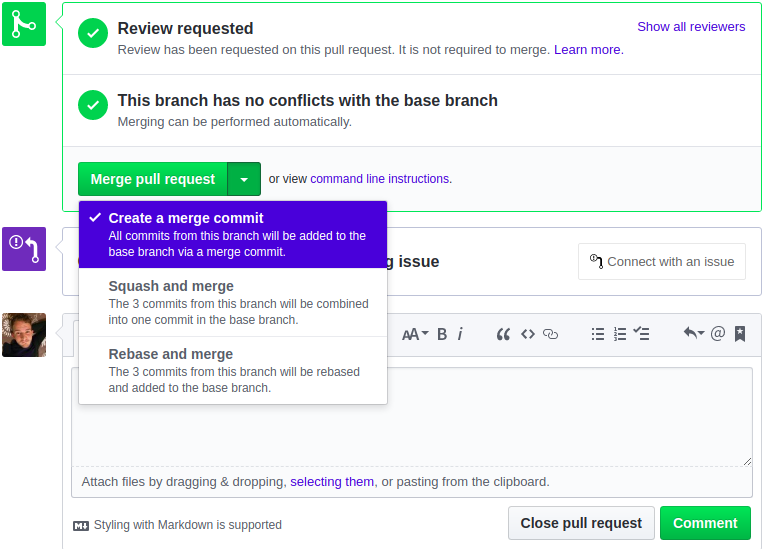 Review requested
Show all reviewers
Review has been requested on this pull request. It is not required to merge. Learn more.
This branch has no conflicts with the base branch
Merging can be performed automatically.
Merge pull request
or view command line instructions.
Create a merge commit
All commits from this branch will be added to the
base branch via a merge commit.
issue
Connect with an issue
Squash and merge
The 3 commits from this branch will be combined
into one commit in the base branch.
Rebase and merge
The 3 commits from this branch will be rebased
and added to the base branch.
AA B i
Attach files by dragging & dropping, selecting them, or pasting from the clipboard.
Styling with Markdown is supported
Close pull request
Comment